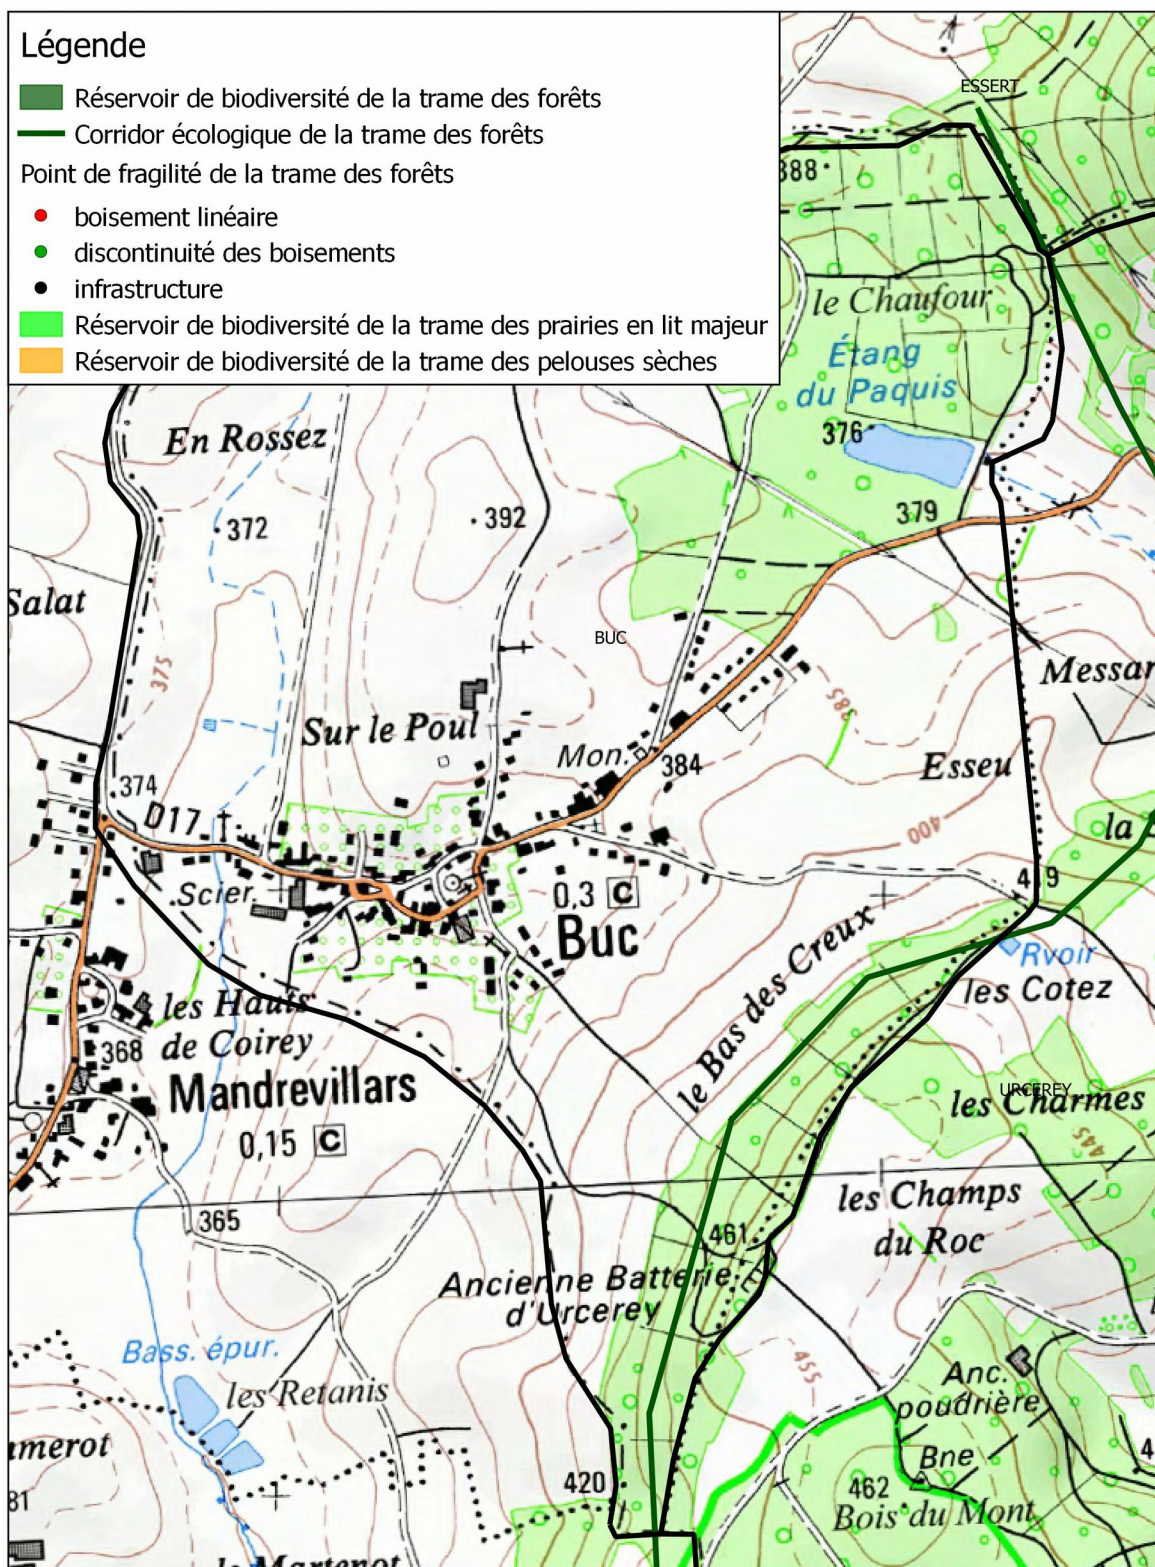 Légende
Réservoir de biodiversité de la trame des forêts
Corridor écologique de la trame des forêts
Point de fragilité de la trame des forêts
boisement linéaire
discontinuité des boisements
infrastructure
Réservoir de biodiversité de la trame des prairies en lit majeur
Réservoir de biodiversité de la trame des pelouses sèches
ESSERT
388
le Chaufour
Étang
du Paquis
376
En Rossez
372
392
379
Salat
375
BUC
Messar
385
Sur le Poul
Mon.
384
Esseu
374
D17
400
la
Scier.
0,3 C
419
Buc
le Bas des Creux
Rvoir
les Cotez
les Hauts
de Coirey
368
Mandrevillars
URCEREY
les Charmes
445
0,15 C
365
les Champs
du Roc
461
Ancienne Batterie
d'Urcerey
Bass. épur.
les Retanis
455
Anc.
poudrière
merot
Bne
420
462
Bois du Mont
81
Martenot